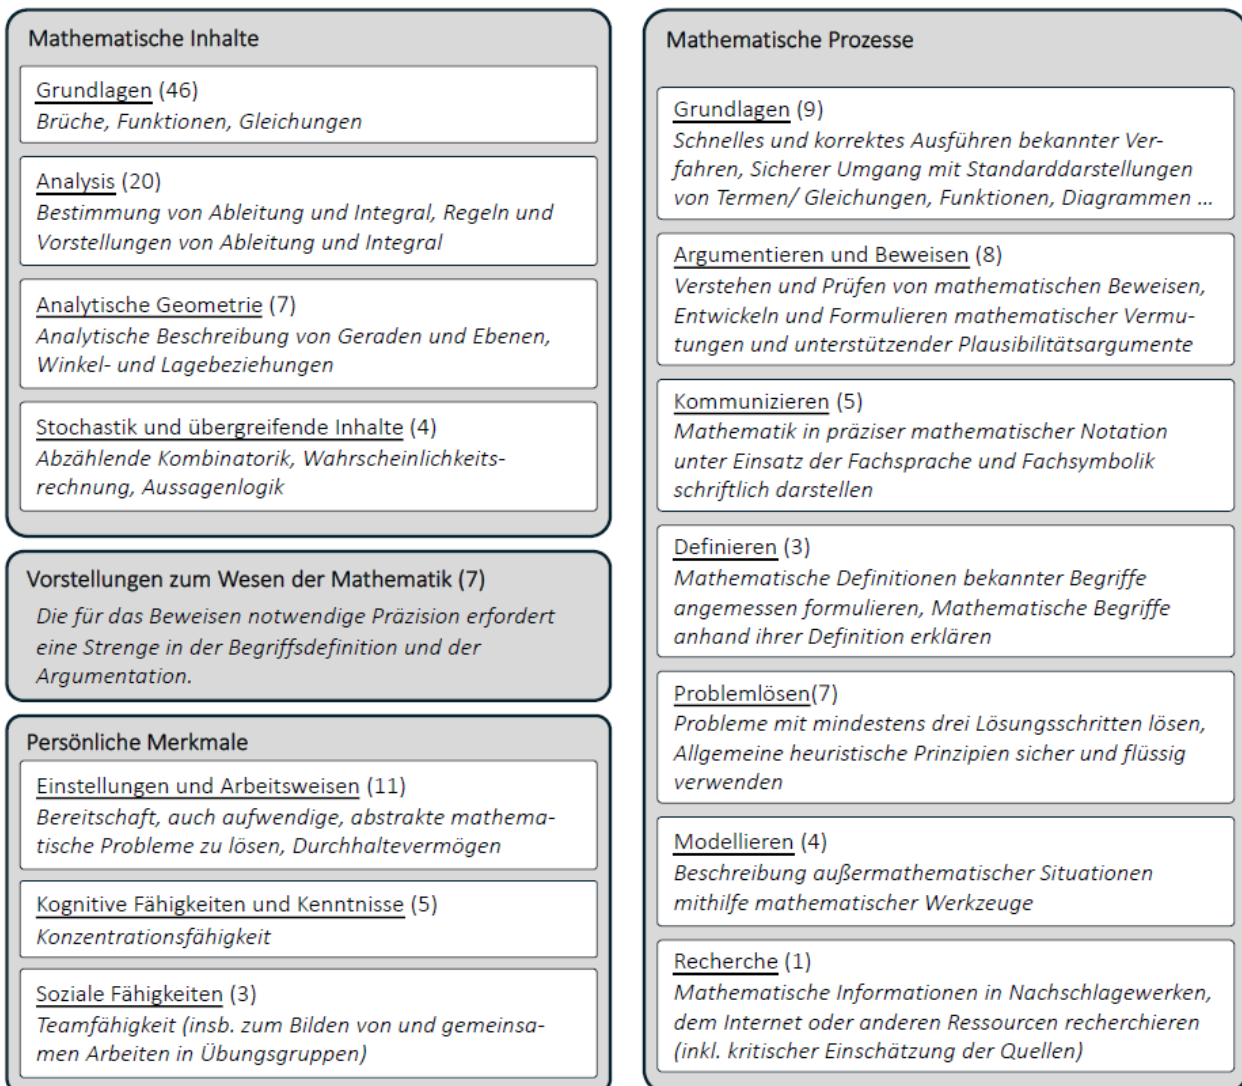 Mathematische Inhalte
Grundlagen (46)
Brüche, Funktionen, Gleichungen
Analysis (20)
Bestimmung von Ableitung und Integral, Regeln und
Vorstellungen von Ableitung und Integral
Analytische Geometrie (7)
Analytische Beschreibung von Geraden und Ebenen,
Winkel- und Lagebeziehungen
Stochastik und übergreifende Inhalte (4)
Abzählende Kombinatorik, Wahrscheinlichkeits-
rechnung, Aussagenlogik
Vorstellungen zum Wesen der Mathematik (7)
Die für das Beweisen notwendige Präzision erfordert
eine Strenge in der Begriffsdefinition und der
Argumentation.
Persönliche Merkmale
Einstellungen und Arbeitsweisen (11)
Bereitschaft, auch aufwendige, abstrakte mathema-
tische Probleme zu lösen, Durchhaltevermögen
Kognitive Fähigkeiten und Kenntnisse (5)
Konzentrationsfähigkeit
Soziale Fähigkeiten (3)
Teamfähigkeit (insb. zum Bilden von und gemeinsa-
men Arbeiten in Übungsgruppen)
Mathematische Prozesse
Grundlagen (9)
Schnelles und korrektes Ausführen bekannter Ver-
fahren, Sicherer Umgang mit Standarddarstellungen
von Termen/ Gleichungen, Funktionen, Diagrammen ...
Argumentieren und Beweisen (8)
Verstehen und Prüfen von mathematischen Beweisen,
Entwickeln und Formulieren mathematischer Vermu-
tungen und unterstützender Plausibilitätsargumente
Kommunizieren (5)
Mathematik in präziser mathematischer Notation
unter Einsatz der Fachsprache und Fachsymbolik
schriftlich darstellen
Definieren (3)
Mathematische Definitionen bekannter Begriffe
angemessen formulieren, Mathematische Begriffe
anhand ihrer Definition erklären
Problemlösen(7)
Probleme mit mindestens drei Lösungsschritten lösen,
Allgemeine heuristische Prinzipien sicher und flüssig
verwenden
Modellieren (4)
Beschreibung außermathematischer Situationen
mithilfe mathematischer Werkzeuge
Recherche (1)
Mathematische Informationen in Nachschlagewerken,
dem Internet oder anderen Ressourcen recherchieren
(inkl. kritischer Einschätzung der Quellen)